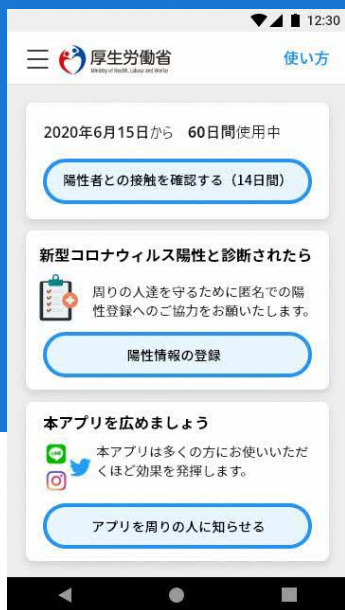 12:30
厚生労働省
Ministry of Health, Labour and Welfare
使い方
2020年6月15日から 60日間使用中
陽性者との接触を確認する（14日間）
新型コロナウィルス陽性と診断されたら
周りの人達を守るために匿名での陽
性登録へのご協力をお願いいたします。
陽性情報の登録
本アプリを広めましょう
本アプリは多くの方にお使いいただ
くほど効果を発揮します。
アプリを周りの人に知らせる